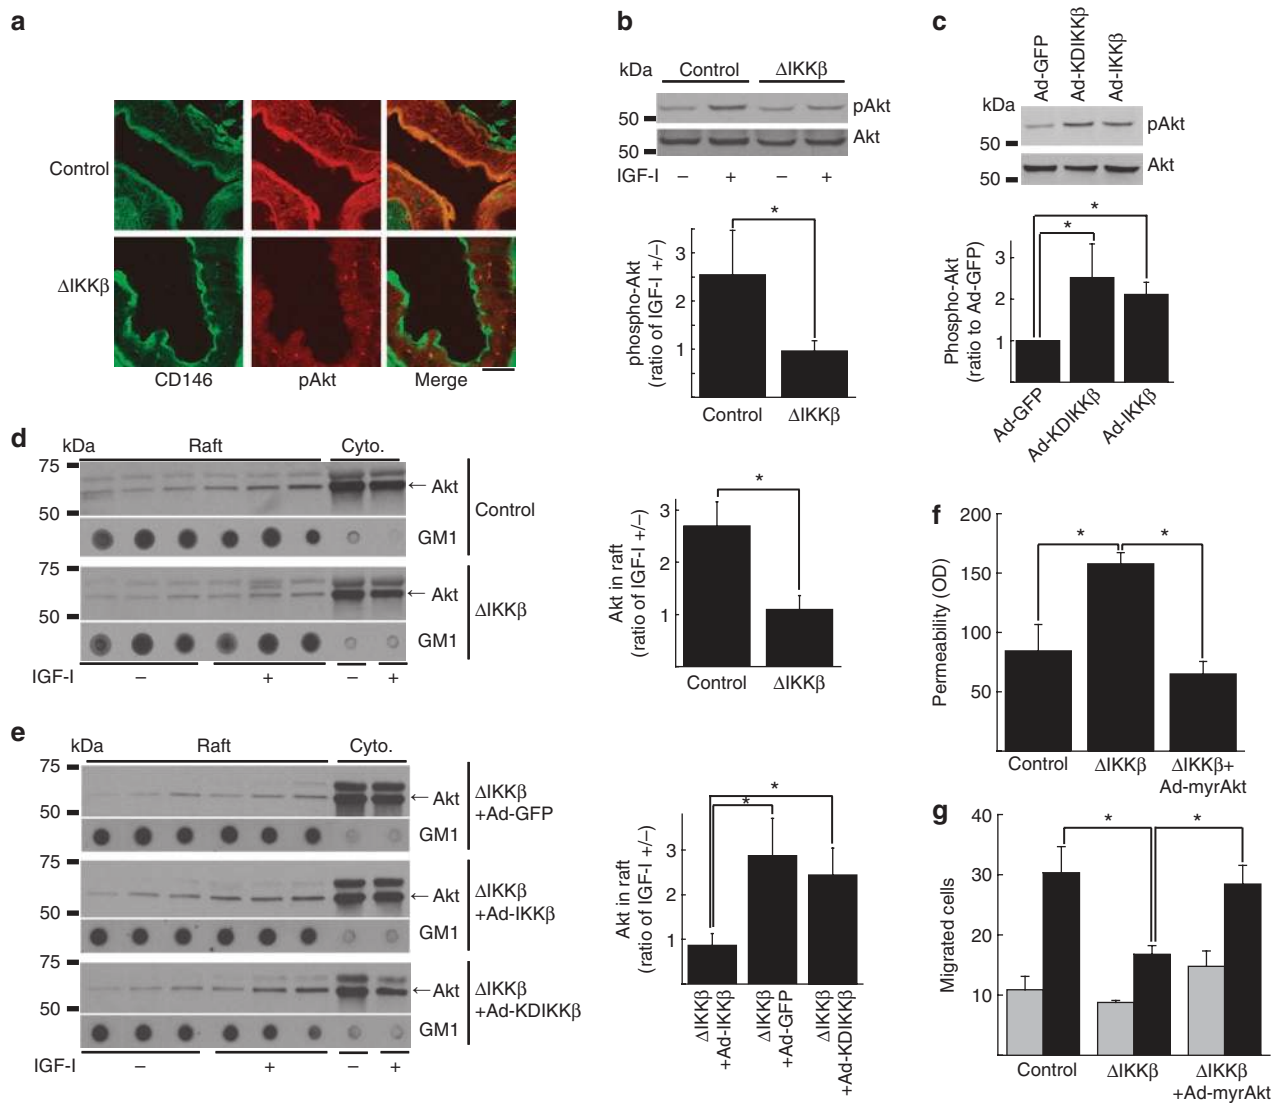 a
Control
ΔIKKβ
CD146 pAkt Merge
b
kDa Control ΔIKKβ
50 pAkt
50 Akt
IGF-I – + – +
phospho-Akt
(ratio of IGF-I +/–)
*
3
2
1
Control ΔIKKβ
c
Ad-GFP
Ad-KDIKKβ
Ad-IKKβ
kDa
50 pAkt
50 Akt
Phospho-Akt
(ratio to Ad-GFP)
*
*
3
2
1
Ad-GFP
Ad-KDIKKβ
Ad-IKKβ
d
kDa Raft Cyto.
75
50
← Akt
GM1
Control
75
50
← Akt
GM1
ΔIKKβ
IGF-I – + – +
Akt in raft
(ratio of IGF-I +/–)
*
3
2
1
Control ΔIKKβ
e
kDa Raft Cyto.
75
50
← Akt
GM1
ΔIKKβ
+Ad-GFP
75
50
← Akt
GM1
ΔIKKβ
+Ad-IKKβ
75
50
← Akt
GM1
ΔIKKβ
+Ad-KDIKKβ
IGF-I – + – +
Akt in raft
(ratio of IGF-I +/–)
*
*
3
2
1
ΔIKKβ
+Ad-IKKβ
ΔIKKβ
+Ad-GFP
ΔIKKβ
+Ad-KDIKKβ
f
Permeability (OD)
200
150
100
50
* *
Control ΔIKKβ ΔIKKβ+
Ad-myrAkt
g
Migrated cells
40
30
20
10
* *
Control ΔIKKβ ΔIKKβ
+Ad-myrAkt